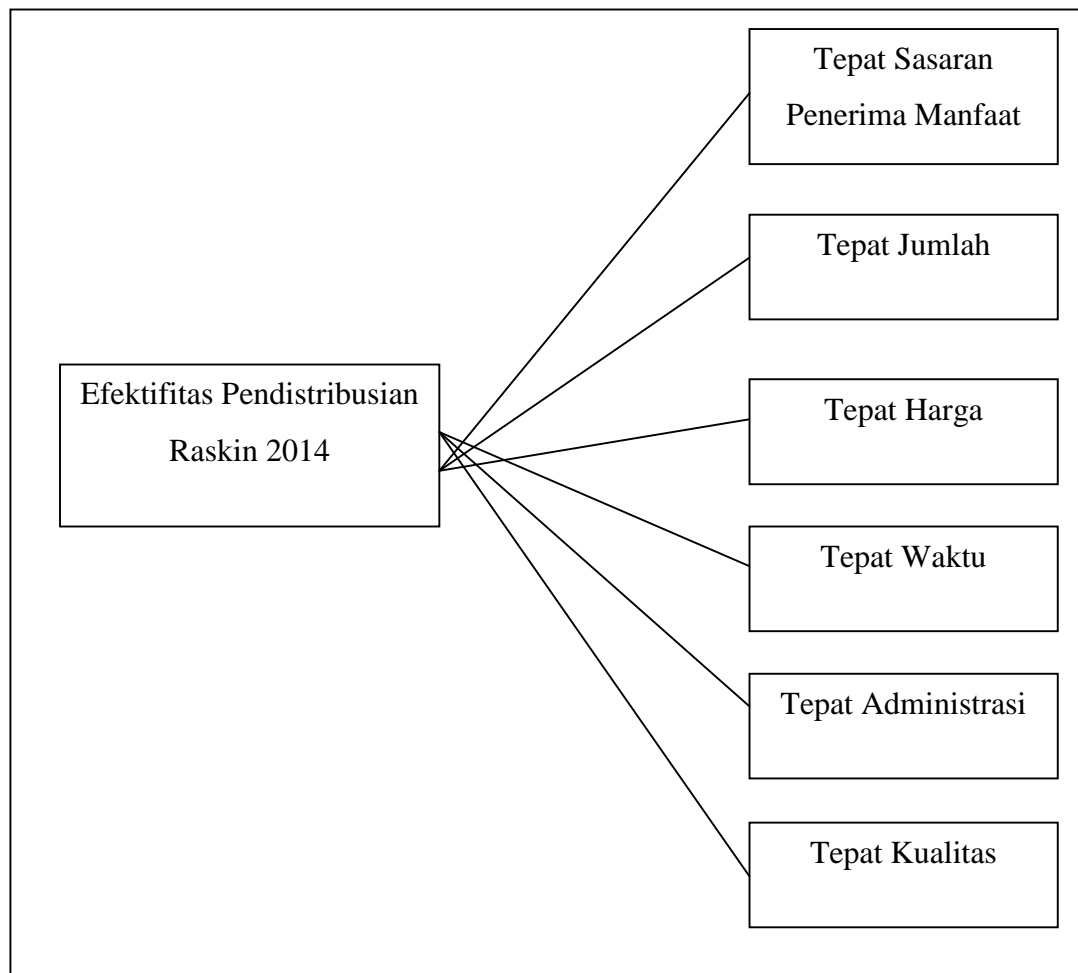 Tepat Sasaran
Penerima Manfaat
Tepat Jumlah
Efektifitas Pendistribusian
Raskin 2014
Tepat Harga
Tepat Waktu
Tepat Administrasi
Tepat Kualitas